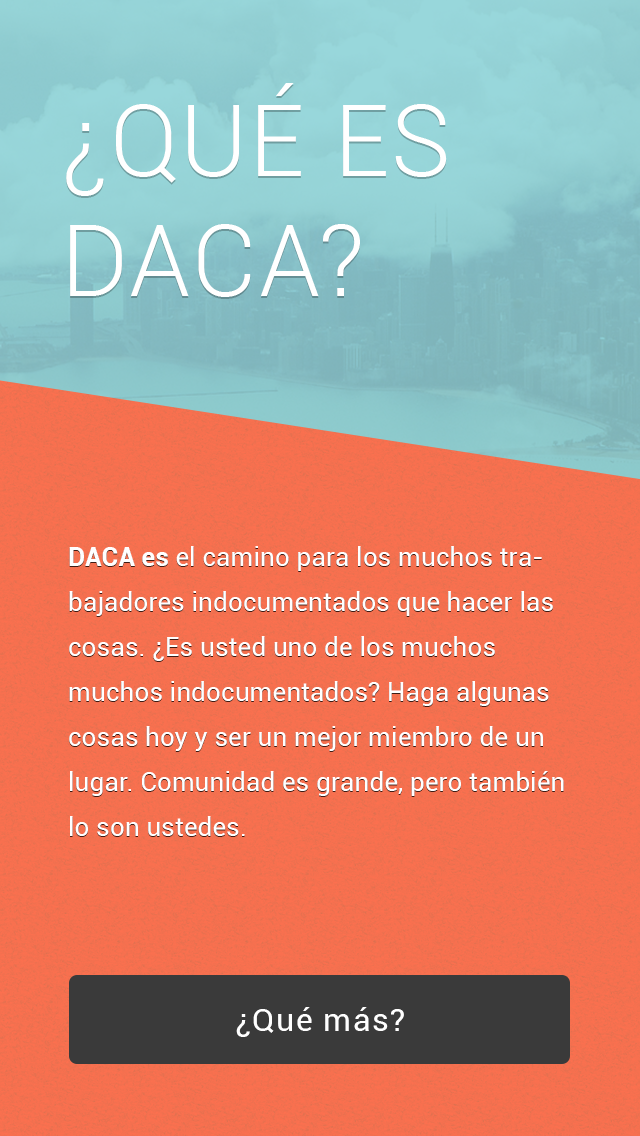 ¿QUÉ ES
DACA?
DACA es el camino para los muchos tra-
bajadores indocumentados que hacer las
cosas. ¿Es usted uno de los muchos
muchos indocumentados? Haga algunas
cosas hoy y ser un mejor miembro de un
lugar. Comunidad es grande, pero también
lo son ustedes.
¿Qué más?